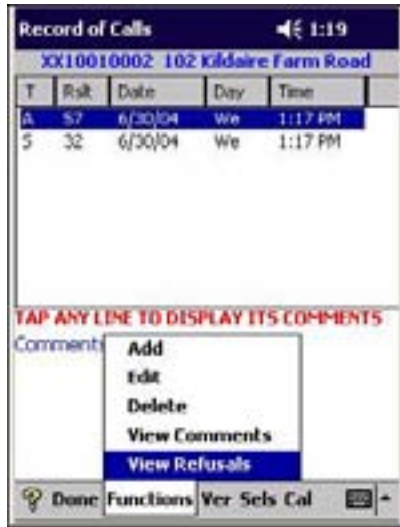 Record of Calls 1:19
XX10010002 102 Kildaire Farm Road
T Rslt Date Day Time
A 57 6/30/04 We 1:17 PM
S 32 6/30/04 We 1:17 PM
TAP ANY LINE TO DISPLAY ITS COMMENTS
Comments
Add
Edit
Delete
View Comments
View Refusals
Done Functions Ver Sels Cal